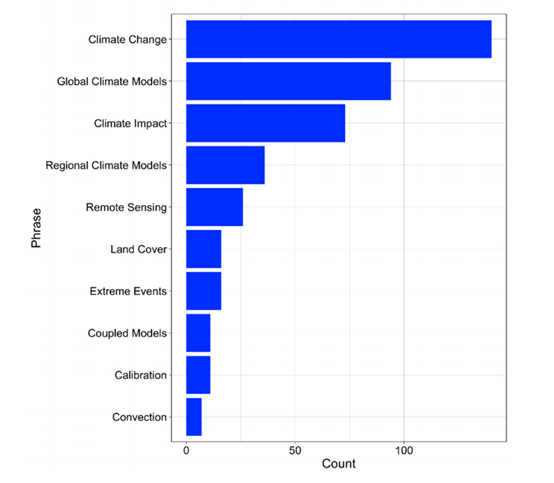 Climate Change
Global Climate Models
Climate Impact
Regional Climate Models
Remote Sensing
Land Cover
Extreme Events
Coupled Models
Calibration
Convection
Phrase
0 50 100
Count